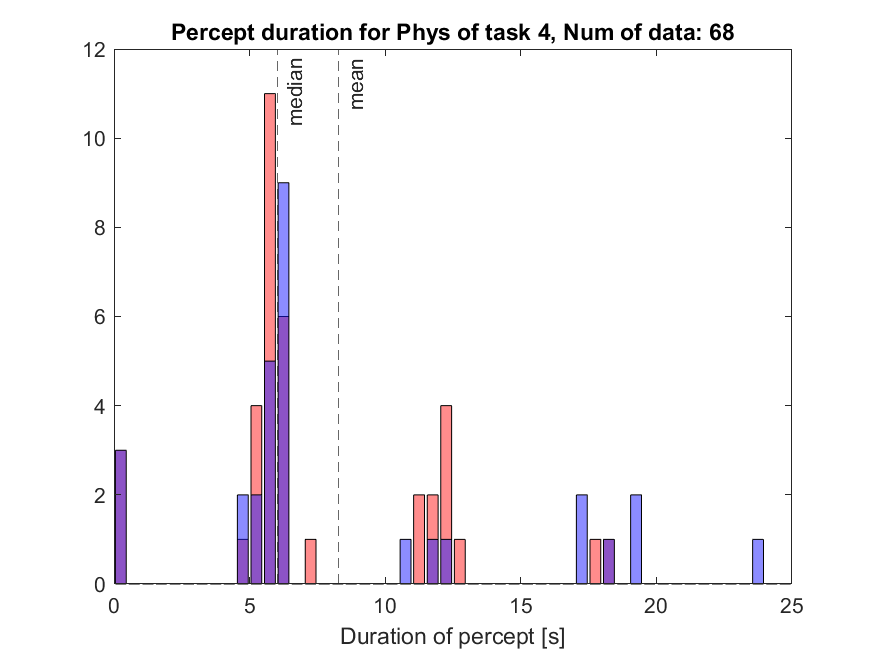 Percept duration for Phys of task 4, Num of data: 68
12
10
8
6
4
2
0
median
mean
0 5 10 15 20 25
Duration of percept [s]